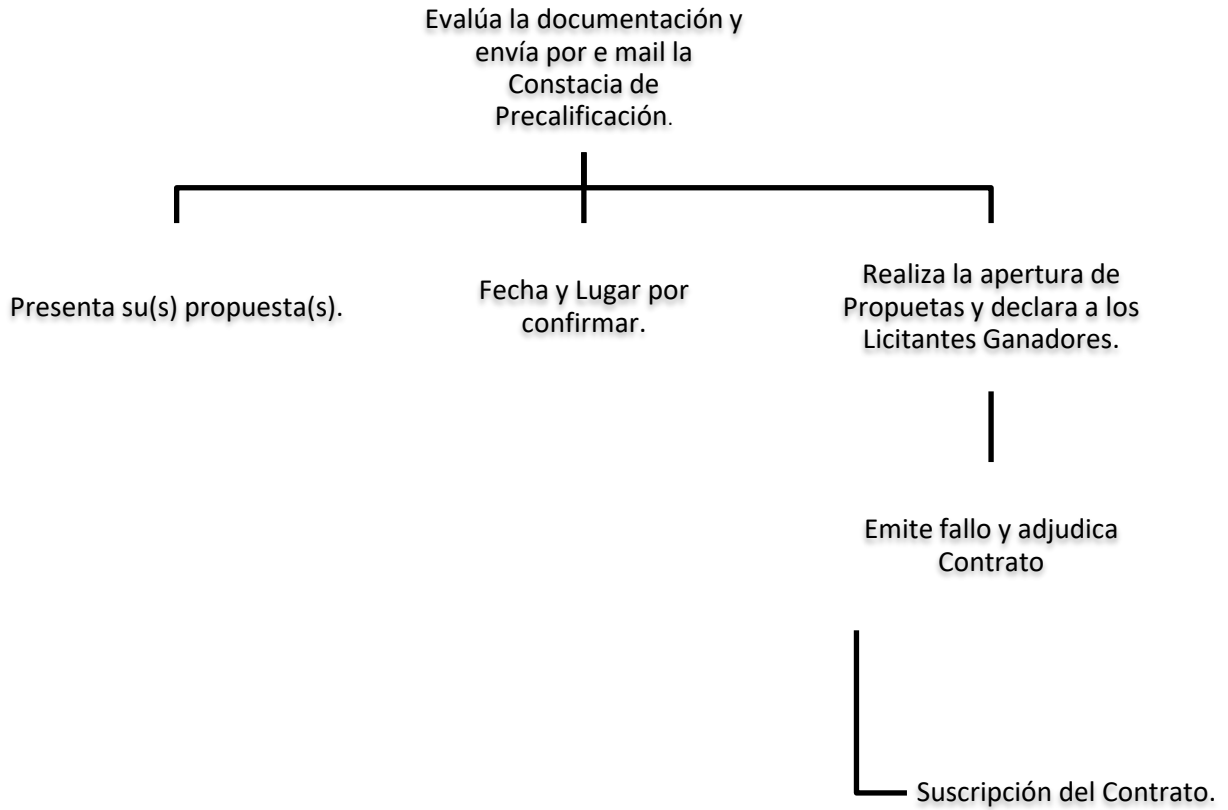 Evalúa la documentación y
envía por e mail la
Constacia de
Precalificación.
Presenta su(s) propuesta(s).
Fecha y Lugar por
confirmar.
Realiza la apertura de
Propuetas y declara a los
Licitantes Ganadores.
Emite fallo y adjudica
Contrato
Suscripción del Contrato.